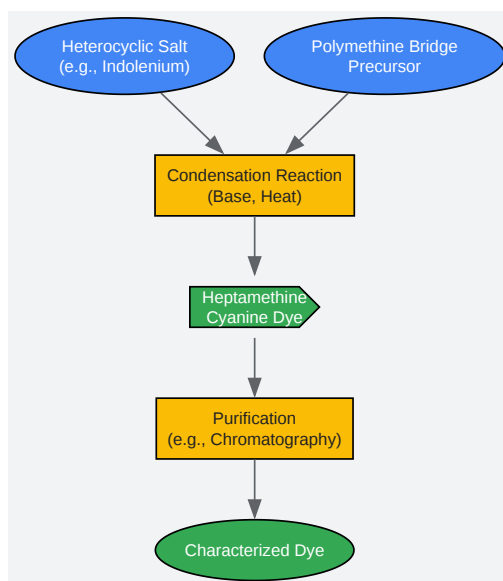 Heterocyclic Salt
(e.g., Indolenium)
Polymethine Bridge
Precursor
Condensation Reaction
(Base, Heat)
Heptamethine
Cyanine Dye
Purification
(e.g., Chromatography)
Characterized Dye